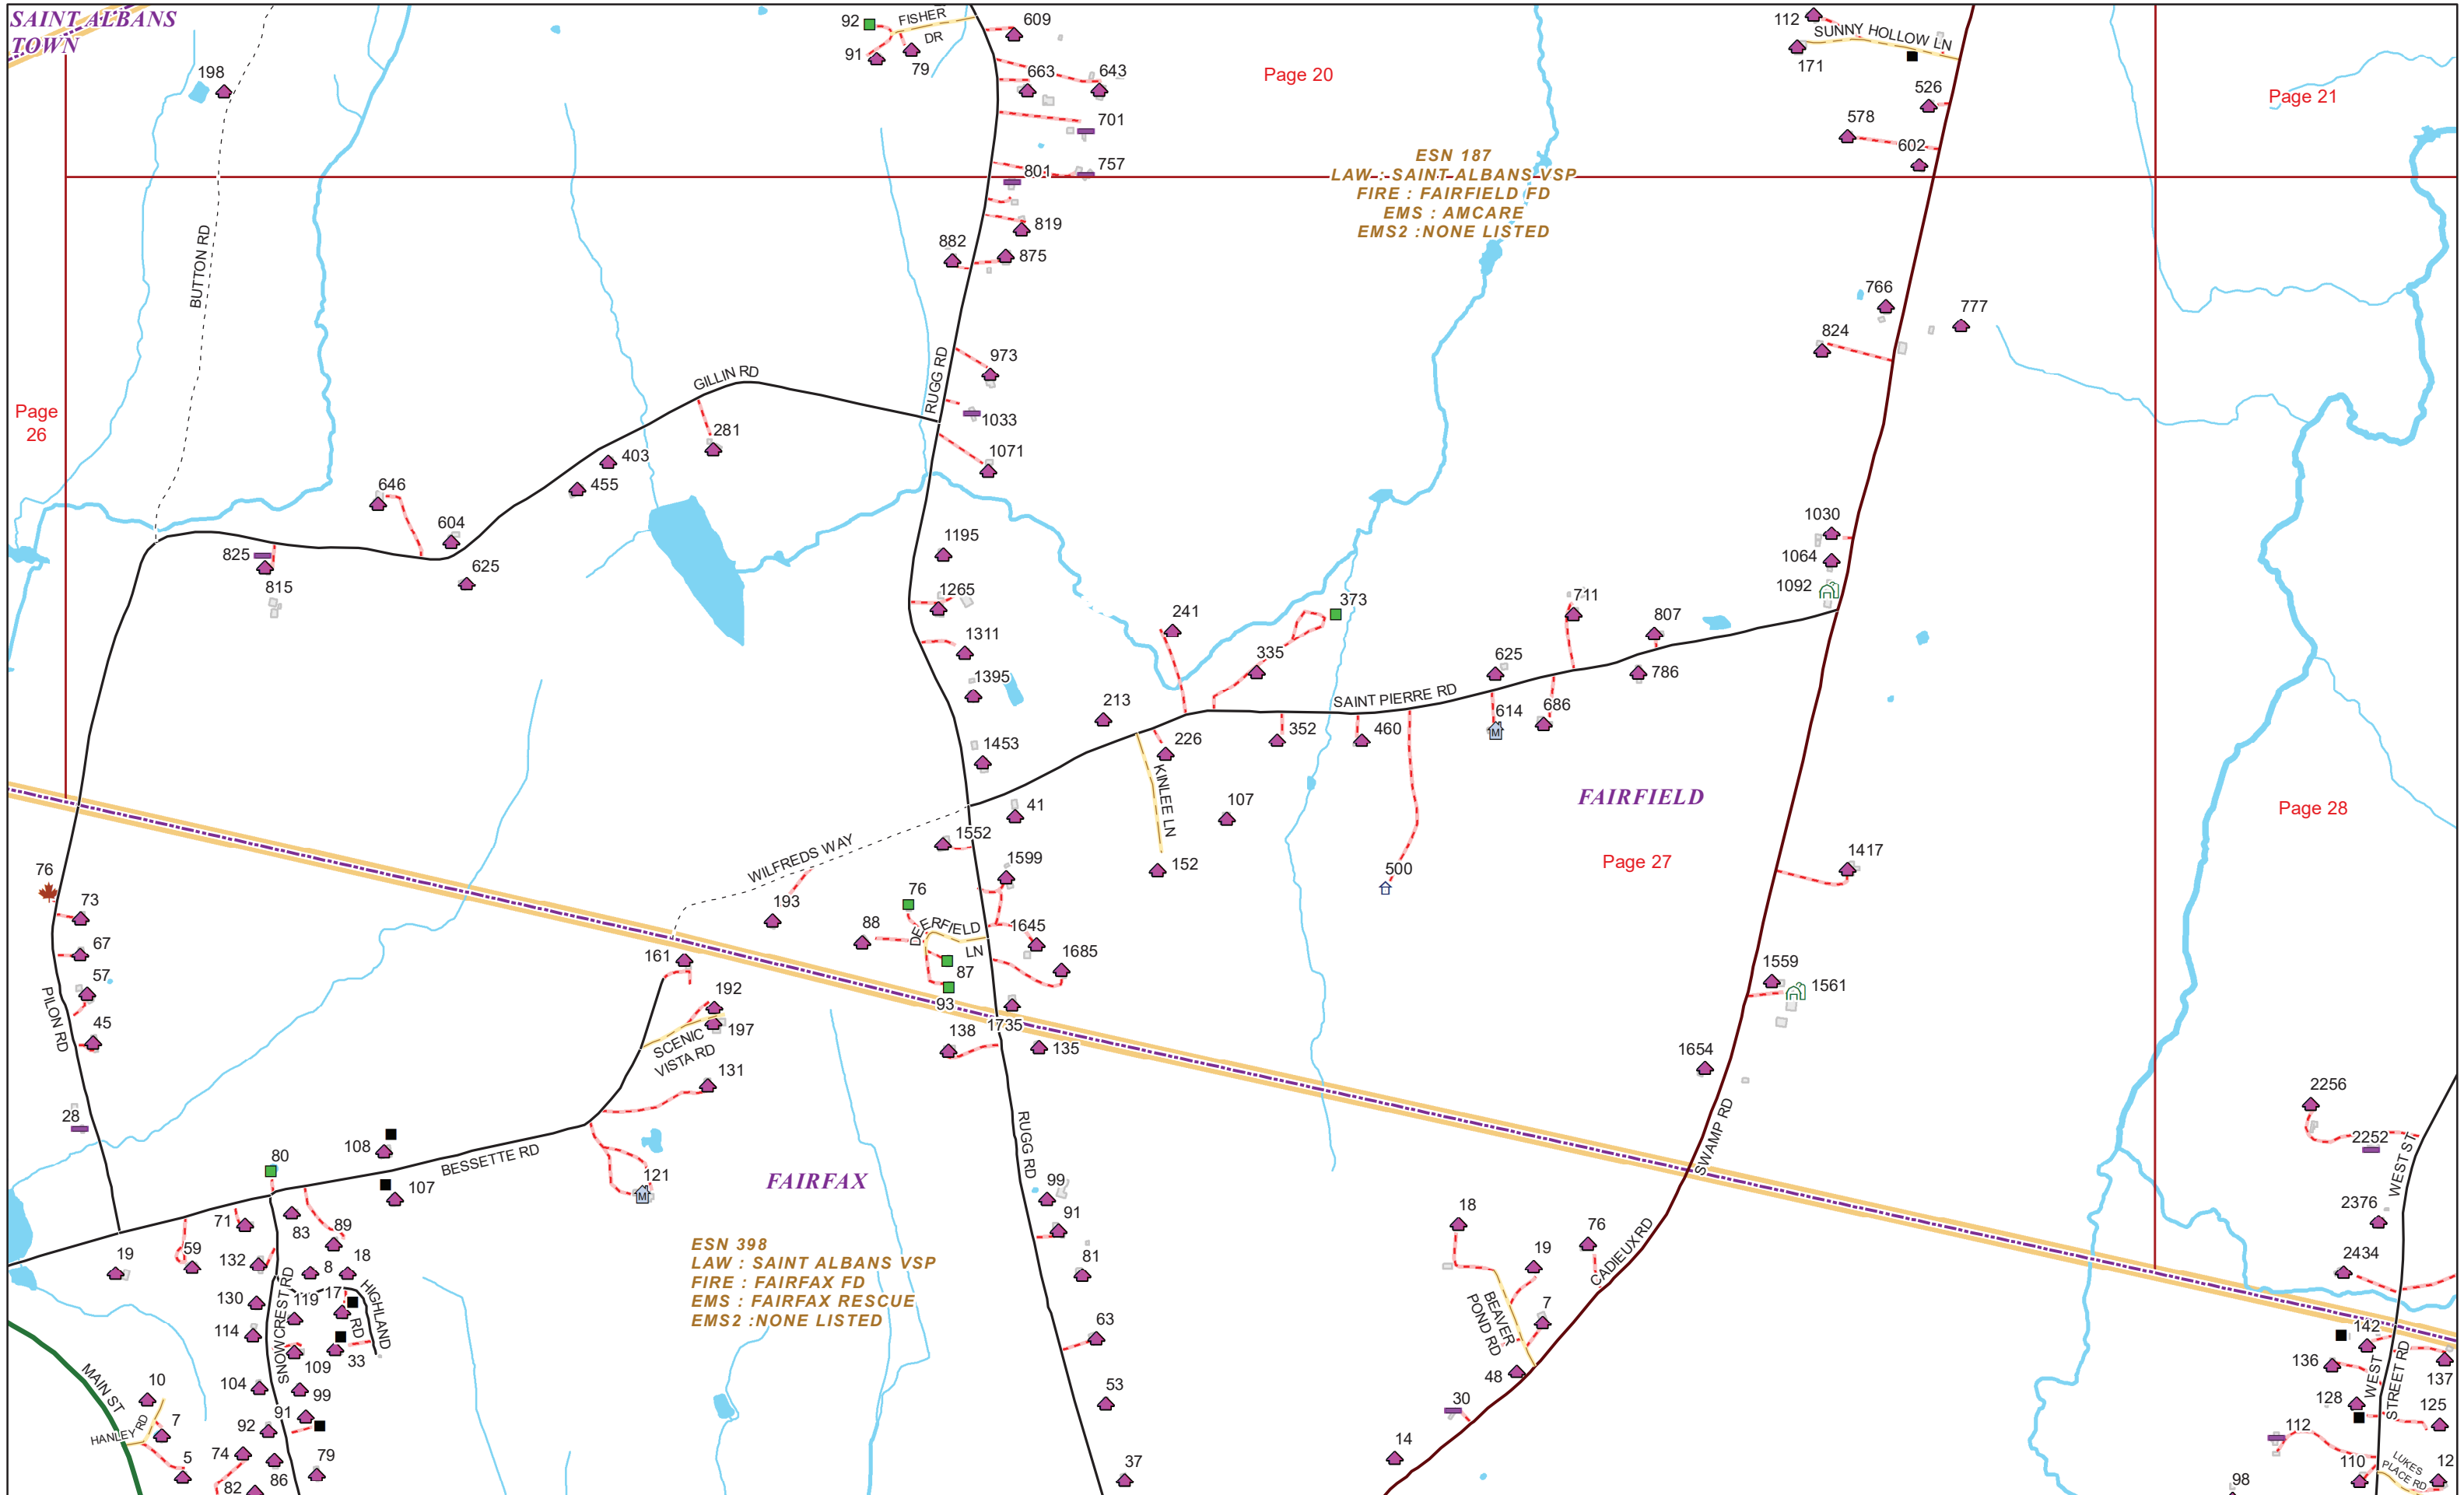 SAINT ALBANS
TOWN
198
92
FISHER
DR
91
79
609
663
643
701
757
801
819
882
875
973
1033
1071
Page 20
112
SUNNY HOLLOW LN
171
526
578
602
Page 21
ESN 187
LAW : SAINT ALBANS VSP
FIRE : FAIRFIELD FD
EMS : AMCARE
EMS2 :NONE LISTED
766
777
824
BUTTON RD
GILLIN RD
RUGG RD
Page
26
281
403
455
646
604
625
825
815
1195
1265
1311
1395
1453
1030
1064
1092
241
373
335
711
807
625
786
213
SAINT PIERRE RD
614
686
226
352
460
KINLEE LN
107
152
500
FAIRFIELD
Page 27
Page 28
41
1552
WILFREDS WAY
1599
193
76
88
DEERFIELD
LN
87
93
1645
1685
1735
138
135
1417
1559
1561
1654
76
73
67
57
45
PILON RD
28
161
192
197
SCENIC
VISTA RD
131
108
80
BESSETTE RD
107
121
FAIRFAX
ESN 398
LAW : SAINT ALBANS VSP
FIRE : FAIRFAX FD
EMS : FAIRFAX RESCUE
EMS2 :NONE LISTED
RUGG RD
99
91
81
63
53
37
SWAMP RD
CADIEUX RD
18
19
76
7
BEAVER
POND RD
48
30
14
2256
2252
WEST ST
2376
2434
142
136
137
WEST
STREET RD
128
125
112
110
LUKES
PLACE RD
12
98
71
83
89
19
59
132
8
18
HIGHLAND
RD
17
130
119
114
SNOWCREST RD
109
33
104
99
91
92
74
86
79
82
MAIN ST
10
HANLEY RD
7
5